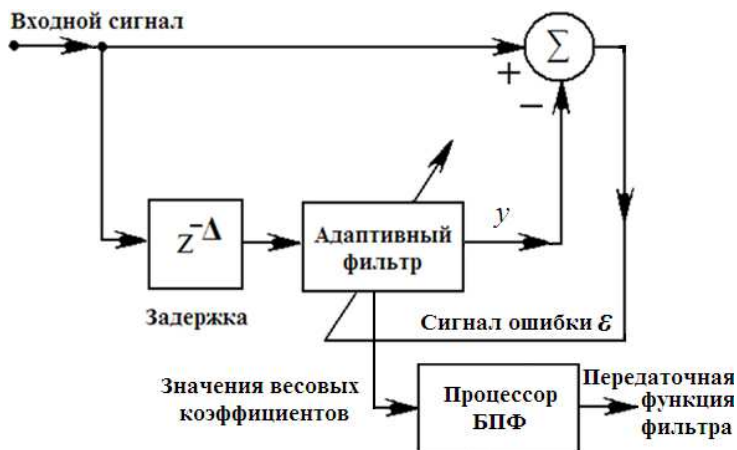 Входной сигнал
Σ
+
−
z^-Δ
Адаптивный
фильтр
y
Задержка
Сигнал ошибки ε
Значения весовых
коэффициентов
Процессор
БПФ
Передаточная
функция
фильтра